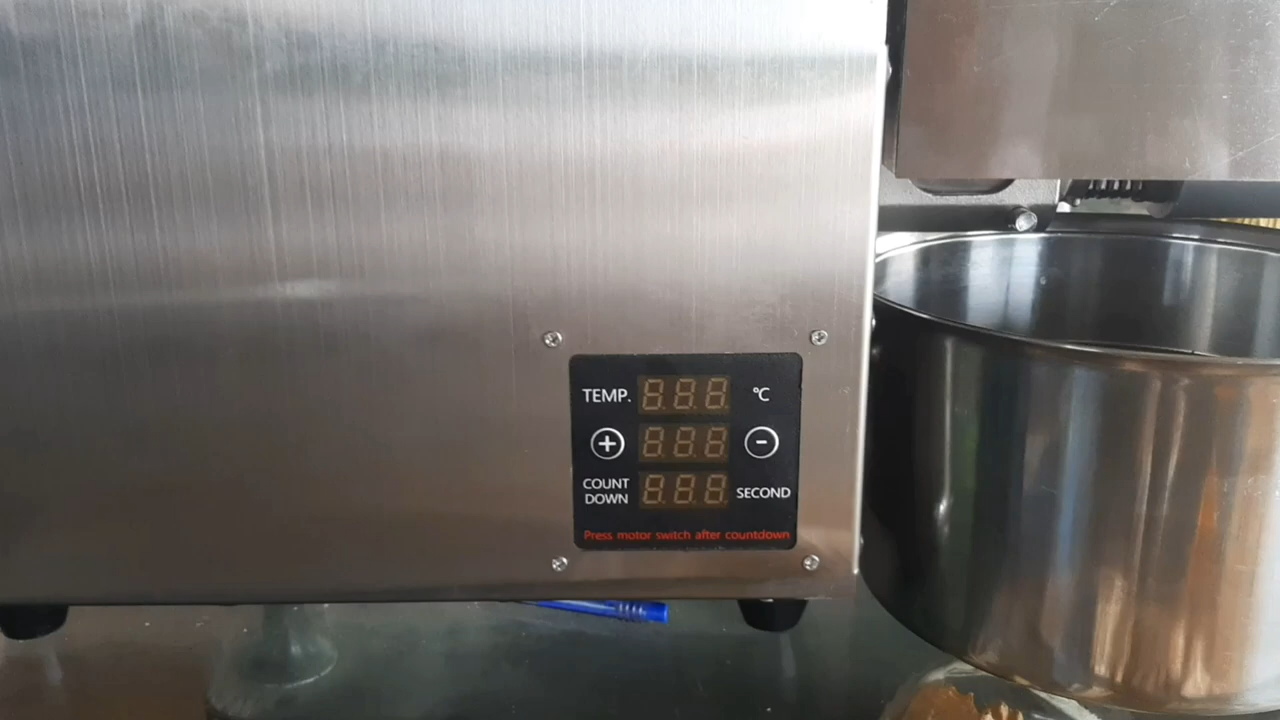 TEMP. 888 °C
+ 888 -
COUNT DOWN 888 SECOND
Press motor switch after countdown